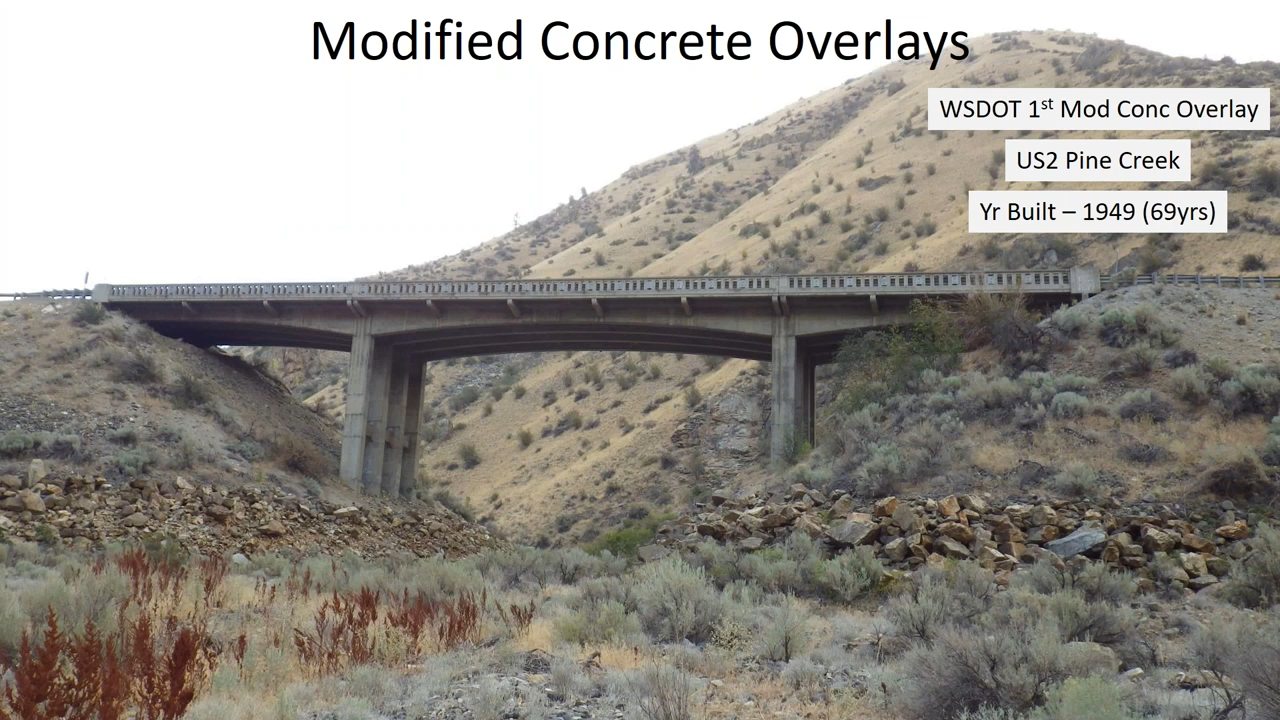 Modified Concrete Overlays
WSDOT 1st Mod Conc Overlay
US2 Pine Creek
Yr Built – 1949 (69yrs)